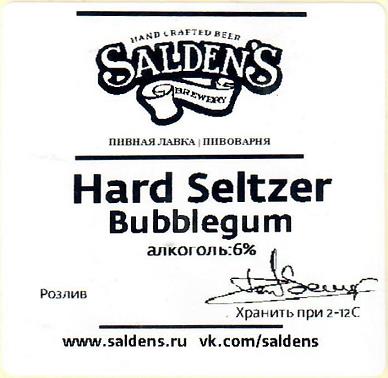 HAND CRAFTED BEER
SALDEN'S
BREWERY
ПИВНАЯ ЛАВКА | ПИВОВАРНЯ
Hard Seltzer
Bubblegum
алкоголь:6%
Розлив
Хранить при 2-12С
www.saldens.ru vk.com/saldens